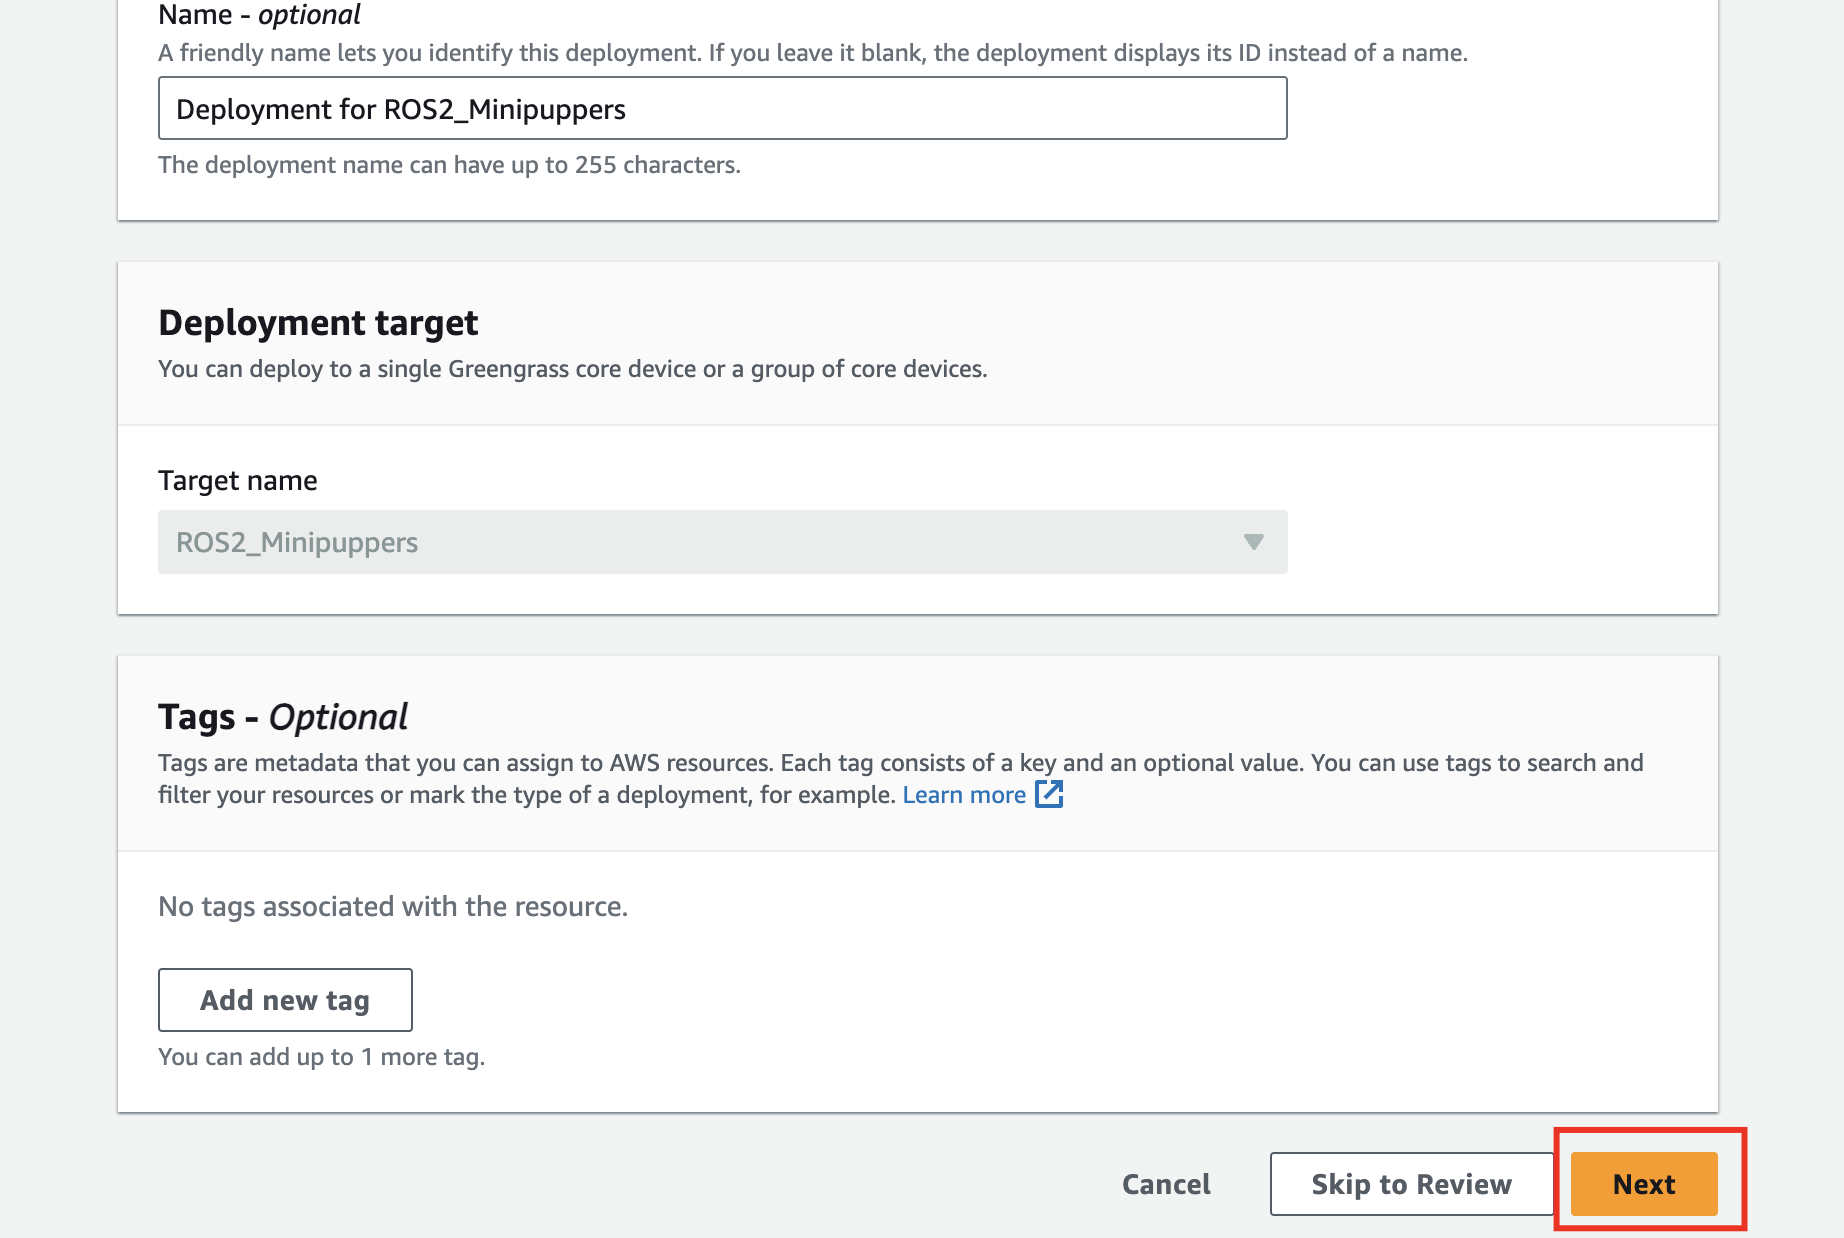 Name - optional
A friendly name lets you identify this deployment. If you leave it blank, the deployment displays its ID instead of a name.
Deployment for ROS2_Minipuppers
The deployment name can have up to 255 characters.
Deployment target
You can deploy to a single Greengrass core device or a group of core devices.
Target name
ROS2_Minipuppers
Tags - Optional
Tags are metadata that you can assign to AWS resources. Each tag consists of a key and an optional value. You can use tags to search and
filter your resources or mark the type of a deployment, for example. Learn more
No tags associated with the resource.
Add new tag
You can add up to 1 more tag.
Cancel
Skip to Review
Next